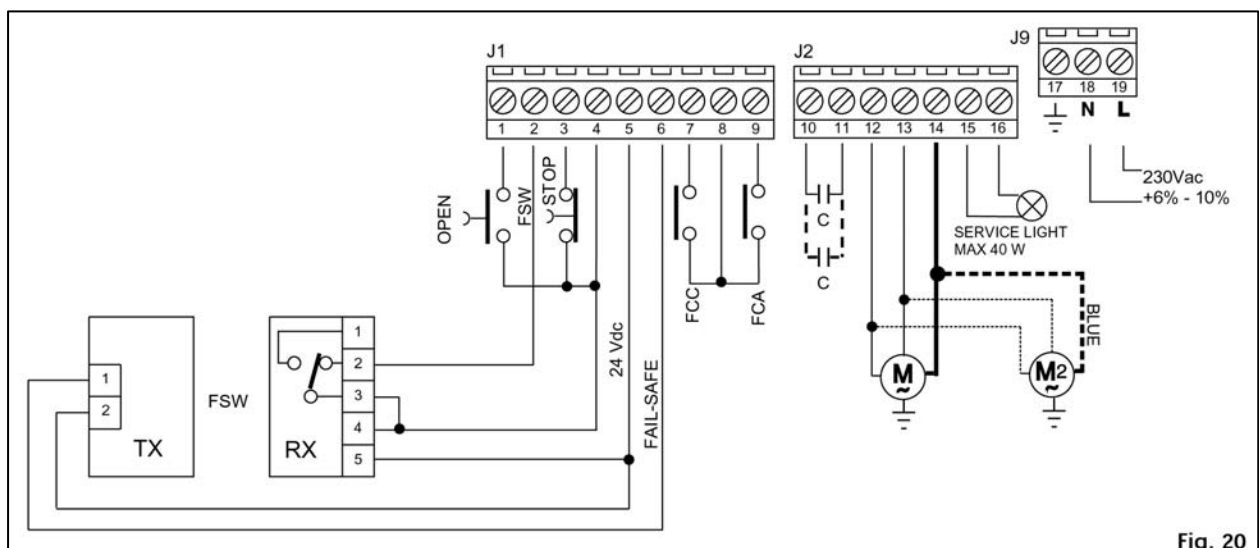 J1
J2
J9
1 2 3 4 5 6 7 8 9
10 11 12 13 14 15 16
17 18 19
N L
230Vac
+6% - 10%
OPEN
FSW
STOP
C
C
SERVICE LIGHT
MAX 40 W
FCC
FCA
24 Vdc
FAIL-SAFE
BLUE
M
~
M2
~
1
2
TX
FSW
RX
1
2
3
4
5
Fig. 20